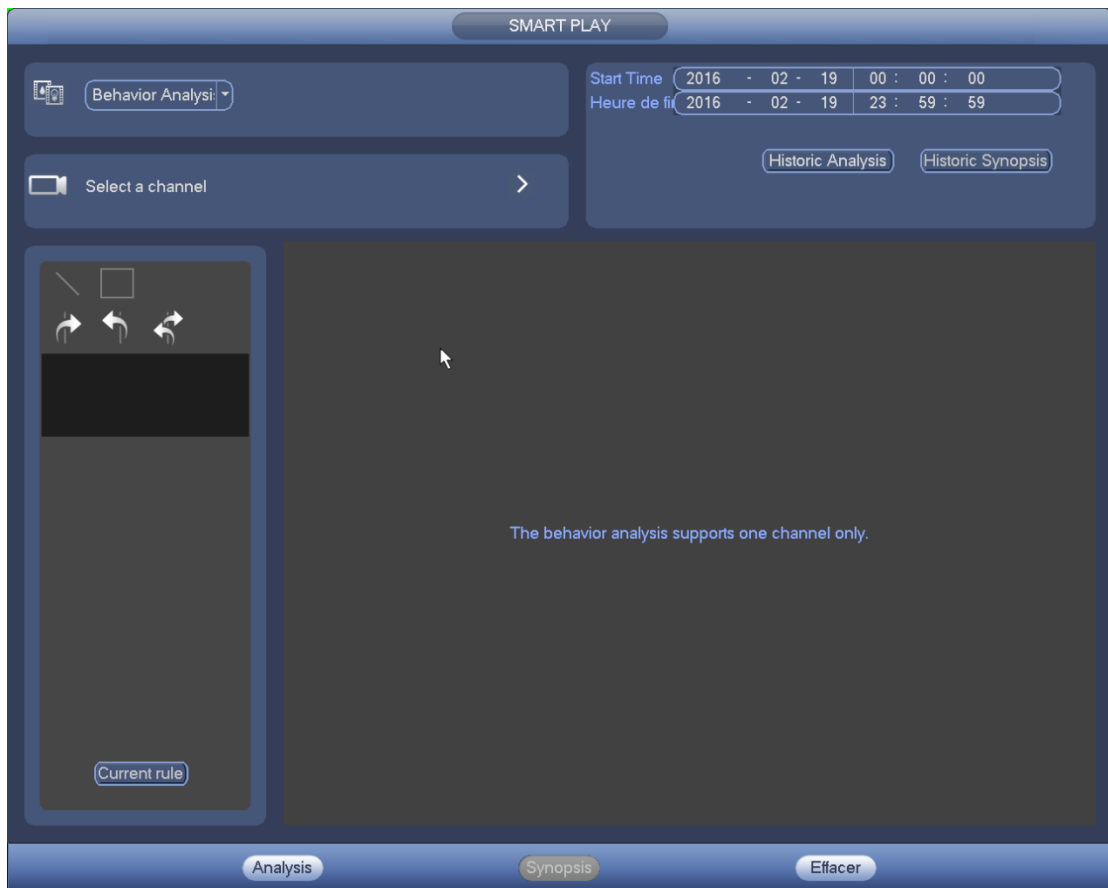 SMART PLAY
Behavior Analysi
Start Time 2016 - 02 - 19 00 : 00 : 00
Heure de fi 2016 - 02 - 19 23 : 59 : 59
Historic Analysis Historic Synopsis
Select a channel
The behavior analysis supports one channel only.
Current rule
Analysis Synopsis Effacer